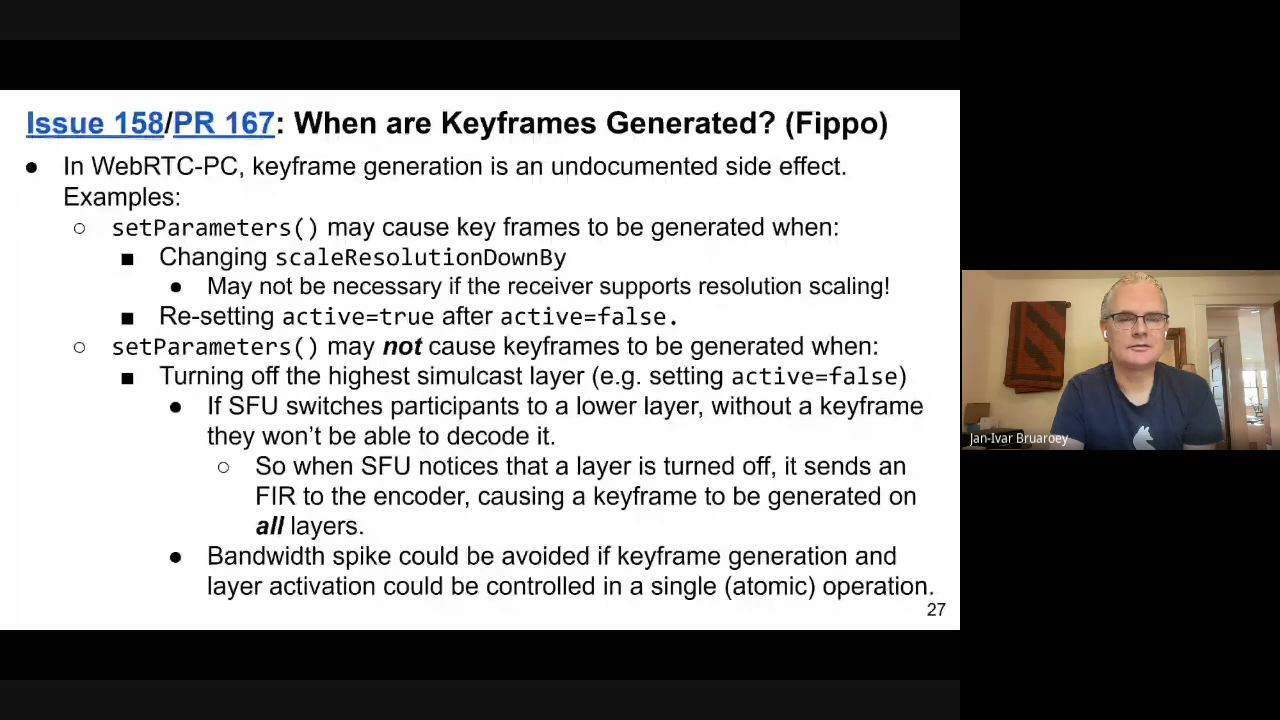 Issue 158/PR 167: When are Keyframes Generated? (Fippo)
● In WebRTC-PC, keyframe generation is an undocumented side effect.
Examples:
○ setParameters() may cause key frames to be generated when:
■ Changing scaleResolutionDownBy
● May not be necessary if the receiver supports resolution scaling!
■ Re-setting active=true after active=false.
○ setParameters() may not cause keyframes to be generated when:
■ Turning off the highest simulcast layer (e.g. setting active=false)
● If SFU switches participants to a lower layer, without a keyframe
they won't be able to decode it.
○ So when SFU notices that a layer is turned off, it sends an
FIR to the encoder, causing a keyframe to be generated on
all layers.
● Bandwidth spike could be avoided if keyframe generation and
layer activation could be controlled in a single (atomic) operation.
27
Jan-Ivar Bruaroey